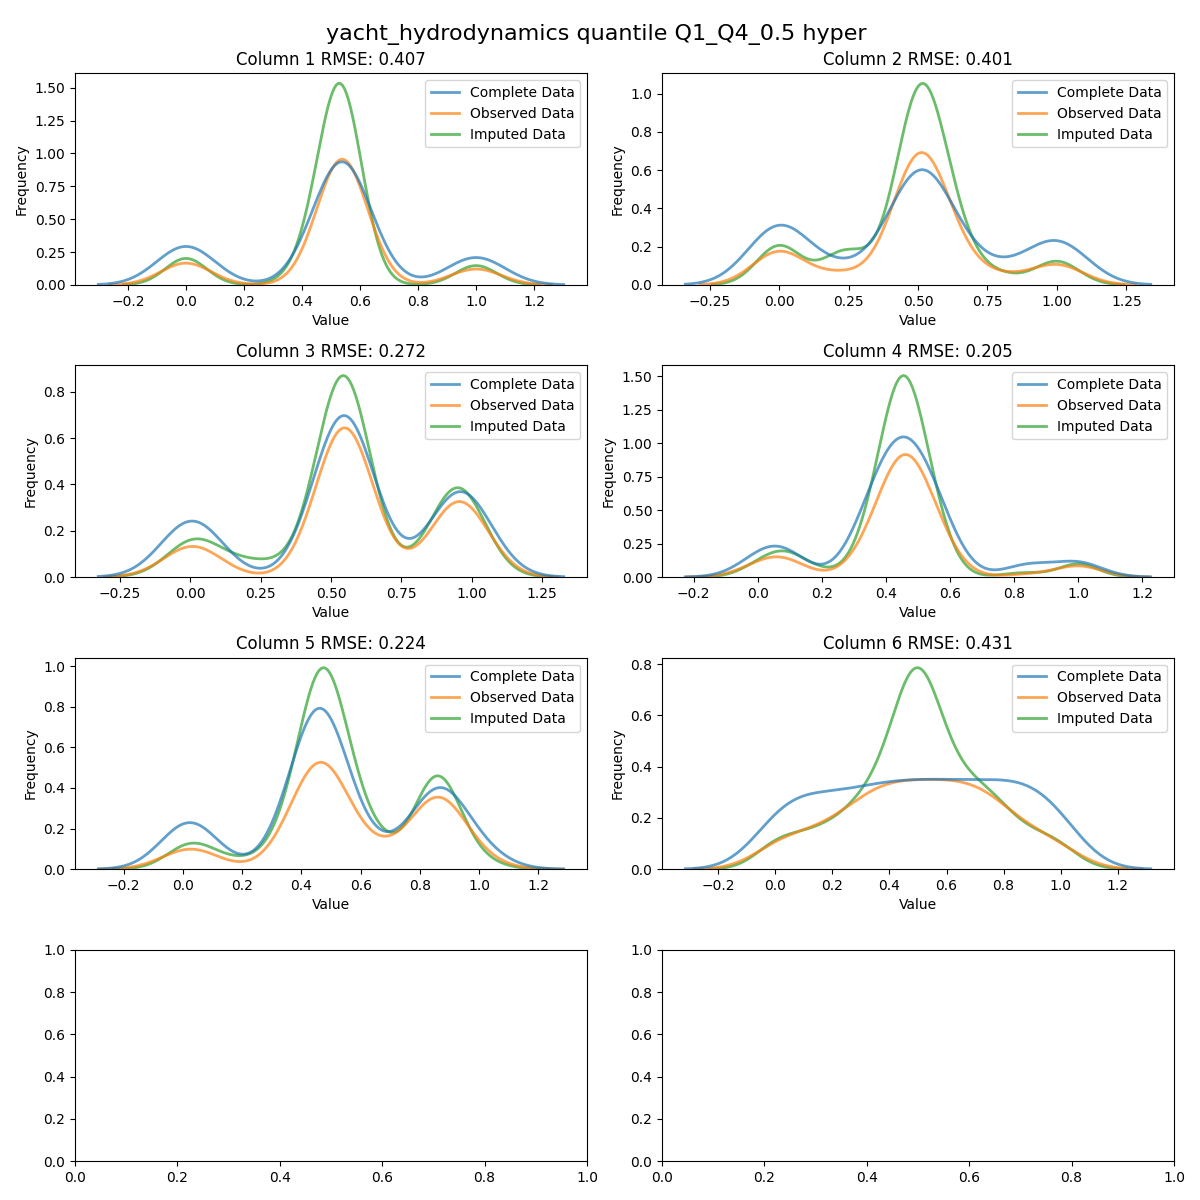 yacht_hydrodynamics quantile Q1_Q4_0.5 hyper
Column 1 RMSE: 0.407
Complete Data
Observed Data
Imputed Data
Frequency
1.50
1.25
1.00
0.75
0.50
0.25
0.00
−0.2 0.0 0.2 0.4 0.6 0.8 1.0 1.2
Value
Column 2 RMSE: 0.401
Complete Data
Observed Data
Imputed Data
Frequency
1.0
0.8
0.6
0.4
0.2
0.0
−0.25 0.00 0.25 0.50 0.75 1.00 1.25
Value
Column 3 RMSE: 0.272
Complete Data
Observed Data
Imputed Data
Frequency
0.8
0.6
0.4
0.2
0.0
−0.25 0.00 0.25 0.50 0.75 1.00 1.25
Value
Column 4 RMSE: 0.205
Complete Data
Observed Data
Imputed Data
Frequency
1.50
1.25
1.00
0.75
0.50
0.25
0.00
−0.2 0.0 0.2 0.4 0.6 0.8 1.0 1.2
Value
Column 5 RMSE: 0.224
Complete Data
Observed Data
Imputed Data
Frequency
1.0
0.8
0.6
0.4
0.2
0.0
−0.2 0.0 0.2 0.4 0.6 0.8 1.0 1.2
Value
Column 6 RMSE: 0.431
Complete Data
Observed Data
Imputed Data
Frequency
0.8
0.6
0.4
0.2
0.0
−0.2 0.0 0.2 0.4 0.6 0.8 1.0 1.2
Value
1.0
0.8
0.6
0.4
0.2
0.0
0.0 0.2 0.4 0.6 0.8 1.0
1.0
0.8
0.6
0.4
0.2
0.0
0.0 0.2 0.4 0.6 0.8 1.0